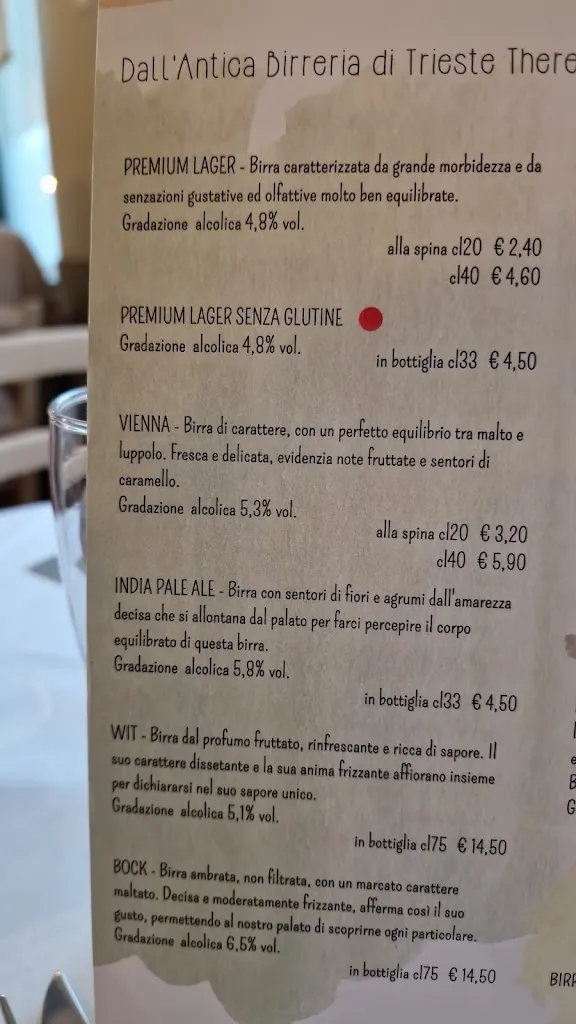 Dall'Antica Birreria di Trieste There
PREMIUM LAGER - Birra caratterizzata da grande morbidezza e da
senzazioni gustative ed olfattive molto ben equilibrate.
Gradazione alcolica 4,8% vol.
alla spina cl20 € 2,40
cl40 € 4,60
PREMIUM LAGER SENZA GLUTINE
Gradazione alcolica 4,8% vol.
in bottiglia cl33 € 4,50
VIENNA - Birra di carattere, con un perfetto equilibrio tra malto e
luppolo. Fresca e delicata, evidenzia note fruttate e sentori di
caramello.
Gradazione alcolica 5,3% vol.
alla spina cl20 € 3,20
cl40 € 5,90
INDIA PALE ALE - Birra con sentori di fiori e agrumi dall'amarezza
decisa che si allontana dal palato per farci percepire il corpo
equilibrato di questa birra.
Gradazione alcolica 5,8% vol.
in bottiglia cl33 € 4,50
WIT - Birra dal profumo fruttato, rinfrescante e ricca di sapore. Il
suo carattere dissetante e la sua anima frizzante affiorano insieme
per dichiararsi nel suo sapore unico.
Gradazione alcolica 5,1% vol.
in bottiglia cl75 € 14,50
BOCK - Birra ambrata, non filtrata, con un marcato carattere
maltato. Decisa e moderatamente frizzante, afferma così il suo
gusto, permettendo al nostro palato di scoprirne ogni particolare.
Gradazione alcolica 6,5% vol.
in bottiglia cl75 € 14,50
BIRF